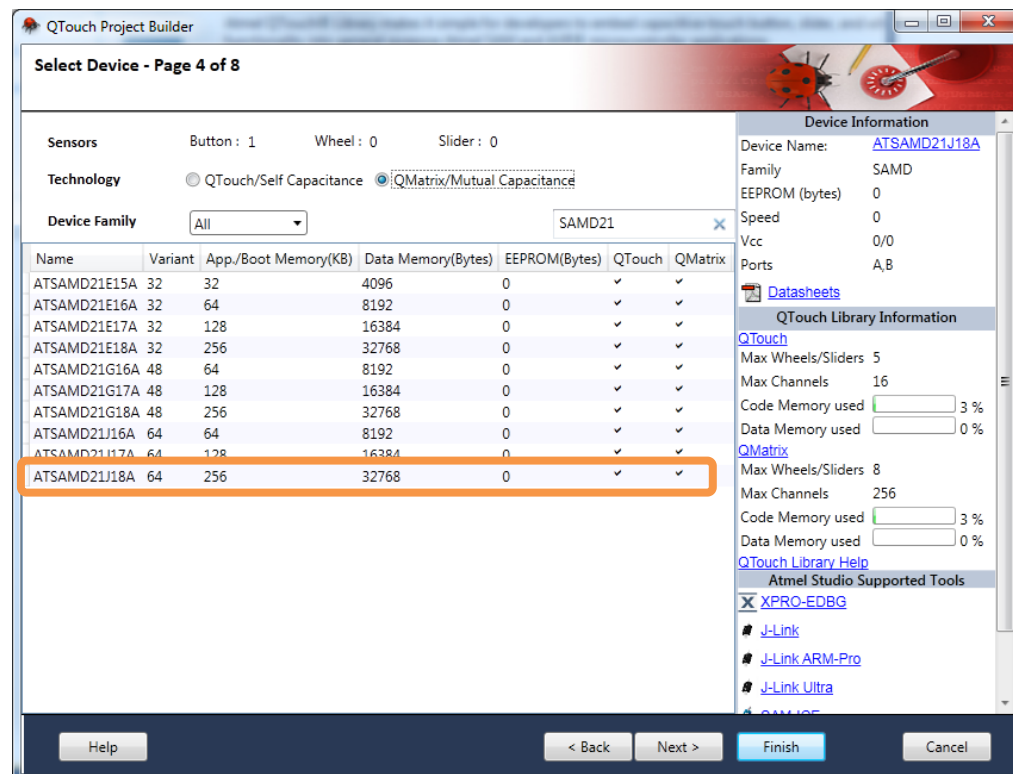 QTouch Project Builder
Select Device - Page 4 of 8
Sensors Button : 1 Wheel : 0 Slider : 0
Technology QTouch/Self Capacitance QMatrix/Mutual Capacitance
Device Family All SAMD21
Name Variant App./Boot Memory(KB) Data Memory(Bytes) EEPROM(Bytes) QTouch QMatrix
ATSAMD21E15A 32 32 4096 0
ATSAMD21E16A 32 64 8192 0
ATSAMD21E17A 32 128 16384 0
ATSAMD21E18A 32 256 32768 0
ATSAMD21G16A 48 64 8192 0
ATSAMD21G17A 48 128 16384 0
ATSAMD21G18A 48 256 32768 0
ATSAMD21J16A 64 64 8192 0
ATSAMD21J17A 64 128 16384 0
ATSAMD21J18A 64 256 32768 0
Device Information
Device Name: ATSAMD21J18A
Family SAMD
EEPROM (bytes) 0
Speed 0
Vcc 0/0
Ports A,B
Datasheets
QTouch Library Information
QTouch
Max Wheels/Sliders 5
Max Channels 16
Code Memory used 3 %
Data Memory used 0 %
QMatrix
Max Wheels/Sliders 8
Max Channels 256
Code Memory used 3 %
Data Memory used 0 %
QTouch Library Help
Atmel Studio Supported Tools
XPRO-EDBG
J-Link
J-Link ARM-Pro
J-Link Ultra
Help < Back Next > Finish Cancel